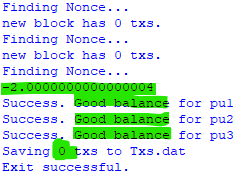 Finding Nonce...
new block has 0 txs.
Finding Nonce...
new block has 0 txs.
Finding Nonce...
-2.0000000000000004
Success. Good balance for pu1
Success. Good balance for pu2
Success. Good balance for pu3
Saving 0 txs to Txs.dat
Exit successful.